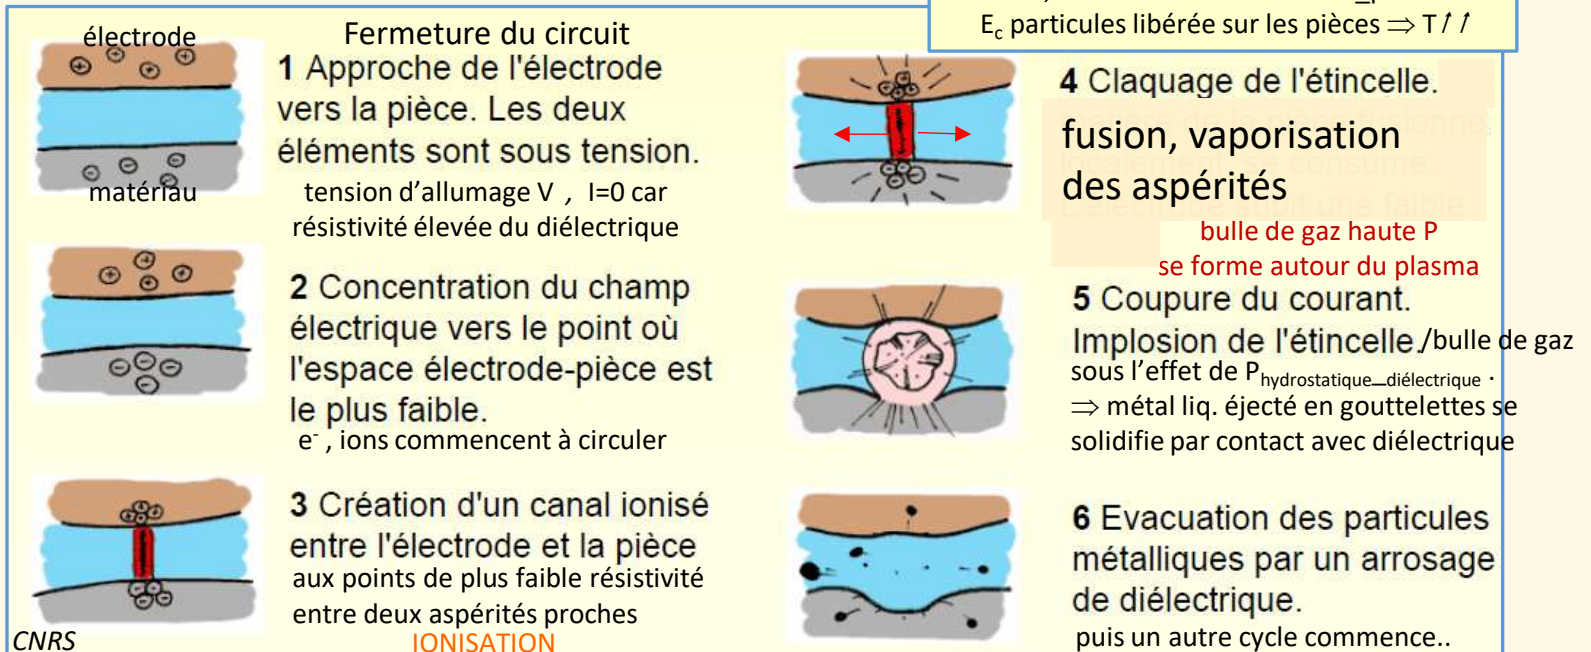 E_c particules libérée sur les pièces ⇒ T↗↗
électrode
matériau
Fermeture du circuit
1 Approche de l'électrode
vers la pièce. Les deux
éléments sont sous tension.
tension d’allumage V , I=0 car
résistivité élevée du diélectrique
2 Concentration du champ
électrique vers le point où
l'espace électrode-pièce est
le plus faible.
e⁻ , ions commencent à circuler
3 Création d'un canal ionisé
entre l'électrode et la pièce
aux points de plus faible résistivité
entre deux aspérités proches
IONISATION
CNRS
4 Claquage de l'étincelle.
fusion, vaporisation
des aspérités
bulle de gaz haute P
se forme autour du plasma
5 Coupure du courant.
Implosion de l'étincelle./bulle de gaz
sous l’effet de P_hydrostatique_diélectrique .
⇒ métal liq. éjecté en gouttelettes se
solidifie par contact avec diélectrique
6 Evacuation des particules
métalliques par un arrosage
de diélectrique.
puis un autre cycle commence..